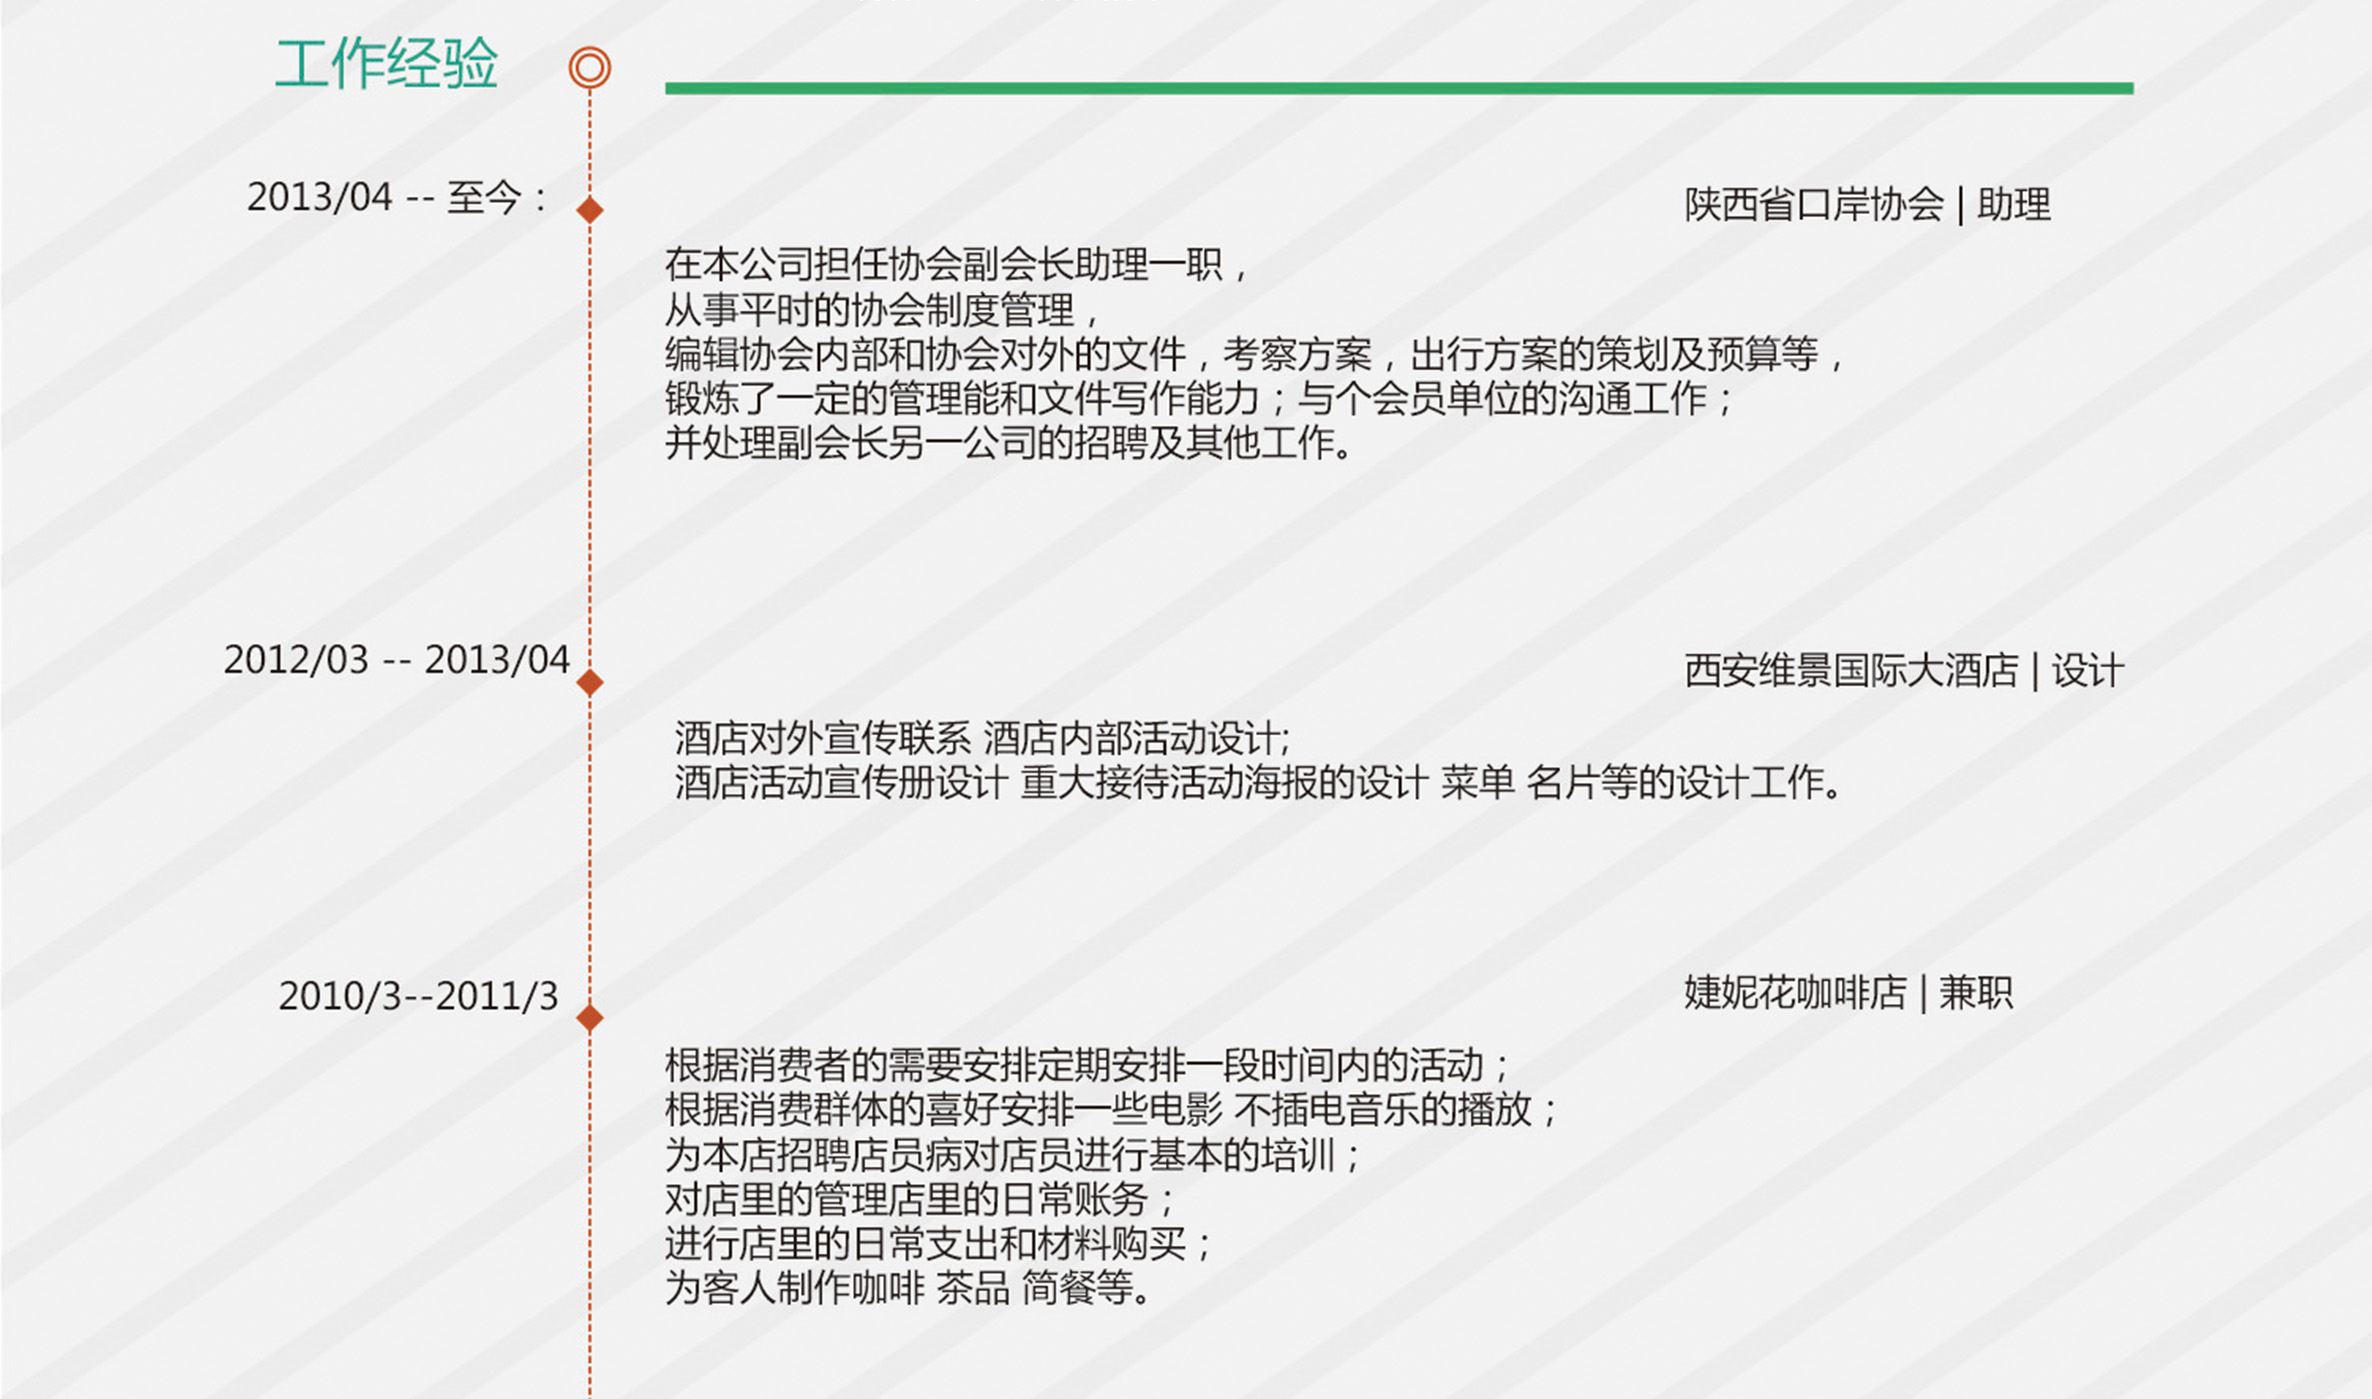 工作经验
2013/04 -- 至今：
陕西省口岸协会 | 助理
在本公司担任协会副会长助理一职，
从事平时的协会制度管理，
编辑协会内部和协会对外的文件，考察方案，出行方案的策划及预算等，
锻炼了一定的管理能和文件写作能力；与个会员单位的沟通工作；
并处理副会长另一公司的招聘及其他工作。
2012/03 -- 2013/04
西安维景国际大酒店 | 设计
酒店对外宣传联系 酒店内部活动设计;
酒店活动宣传册设计 重大接待活动海报的设计 菜单 名片等的设计工作。
2010/3--2011/3
婕妮花咖啡店 | 兼职
根据消费者的需要安排定期安排一段时间内的活动；
根据消费群体的喜好安排一些电影 不插电音乐的播放；
为本店招聘店员病对店员进行基本的培训；
对店里的管理店里的日常账务；
进行店里的日常支出和材料购买；
为客人制作咖啡 茶品 简餐等。